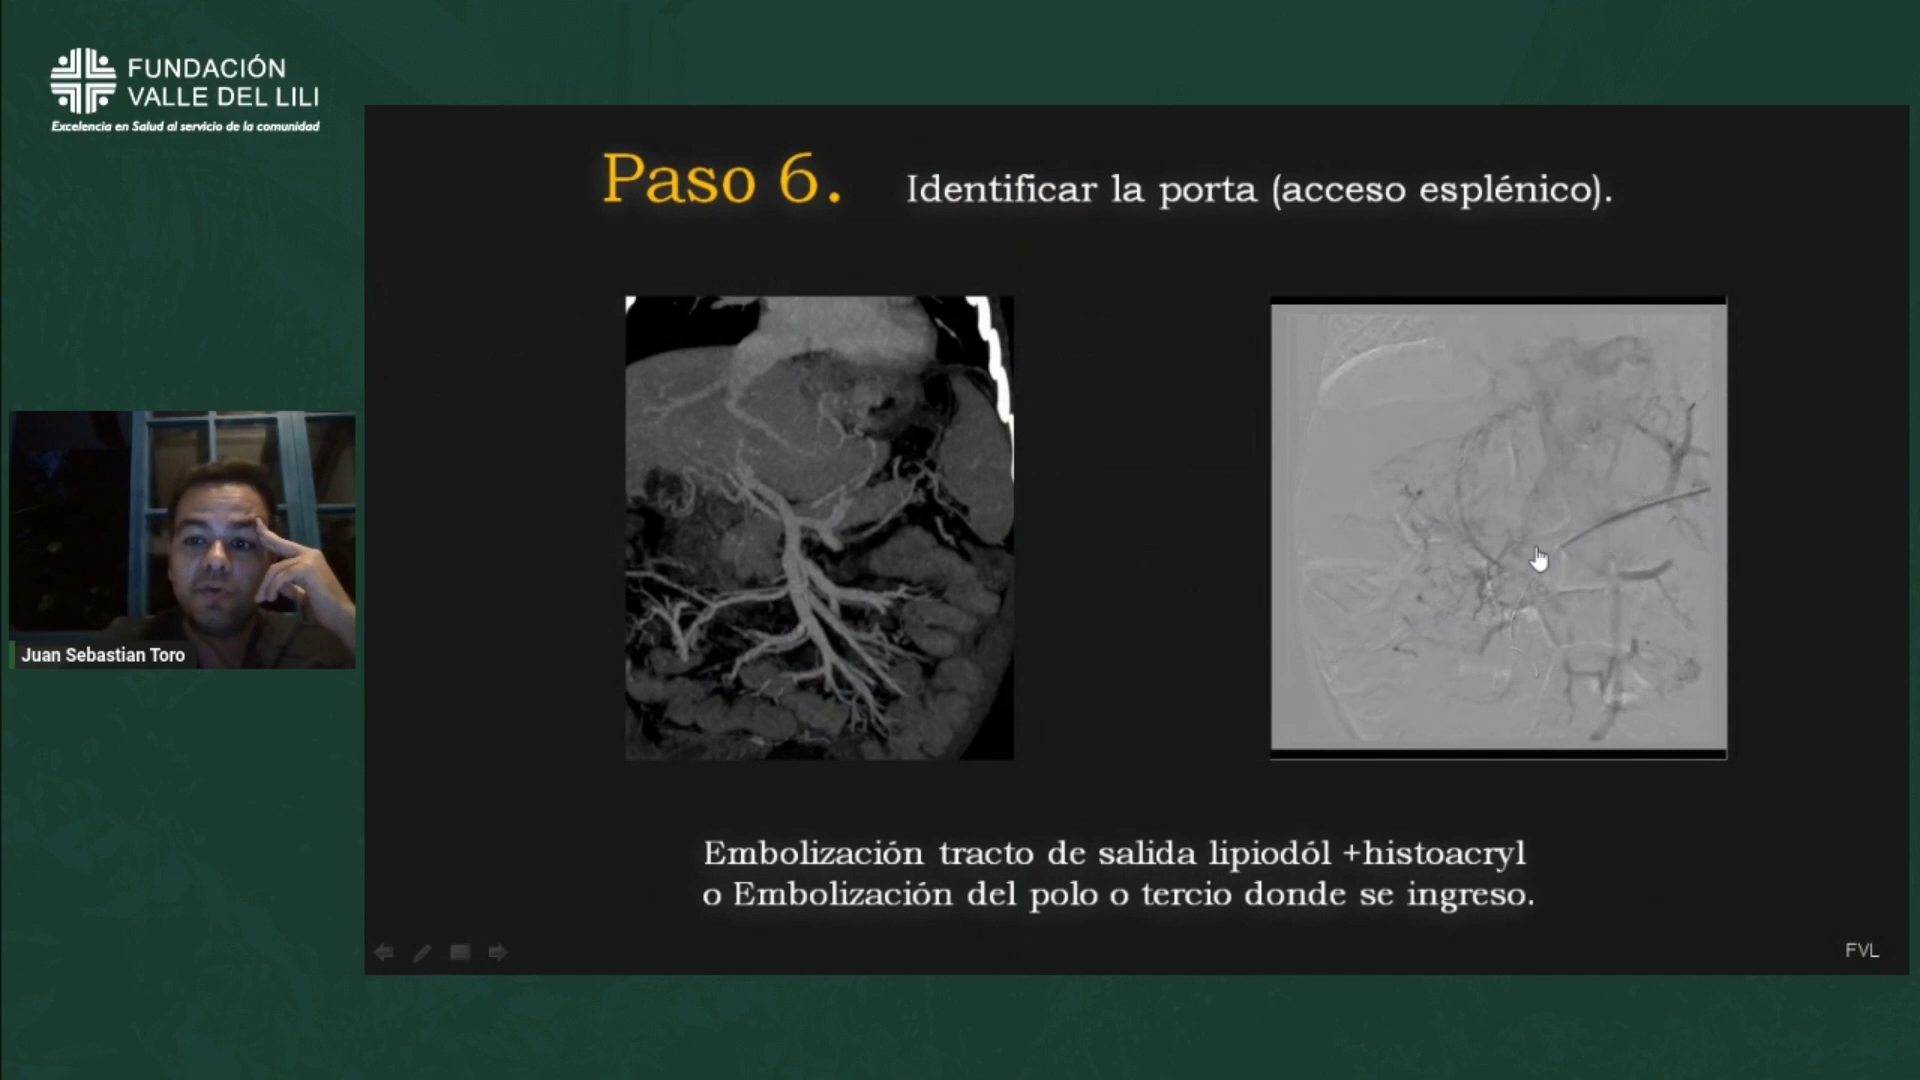 FUNDACIÓN
VALLE DEL LILI
Excelencia en Salud al servicio de la comunidad
Paso 6. Identificar la porta (acceso esplénico).
Juan Sebastian Toro
Embolización tracto de salida lipiodól +histoacryl
o Embolización del polo o tercio donde se ingreso.
FVL